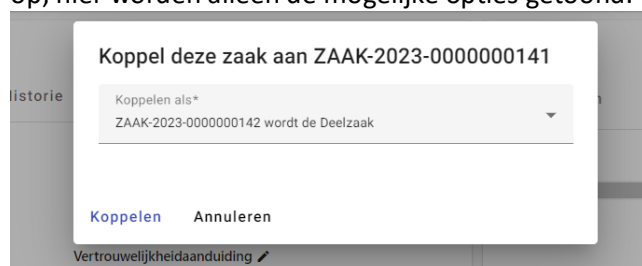 op, hier worden alleen de mogelijke opties getoond.
Koppel deze zaak aan ZAAK-2023-0000000141
Historie
Koppelen als*
ZAAK-2023-0000000142 wordt de Deelzaak
Koppelen Annuleren
Vertrouwelijkheidaanduiding